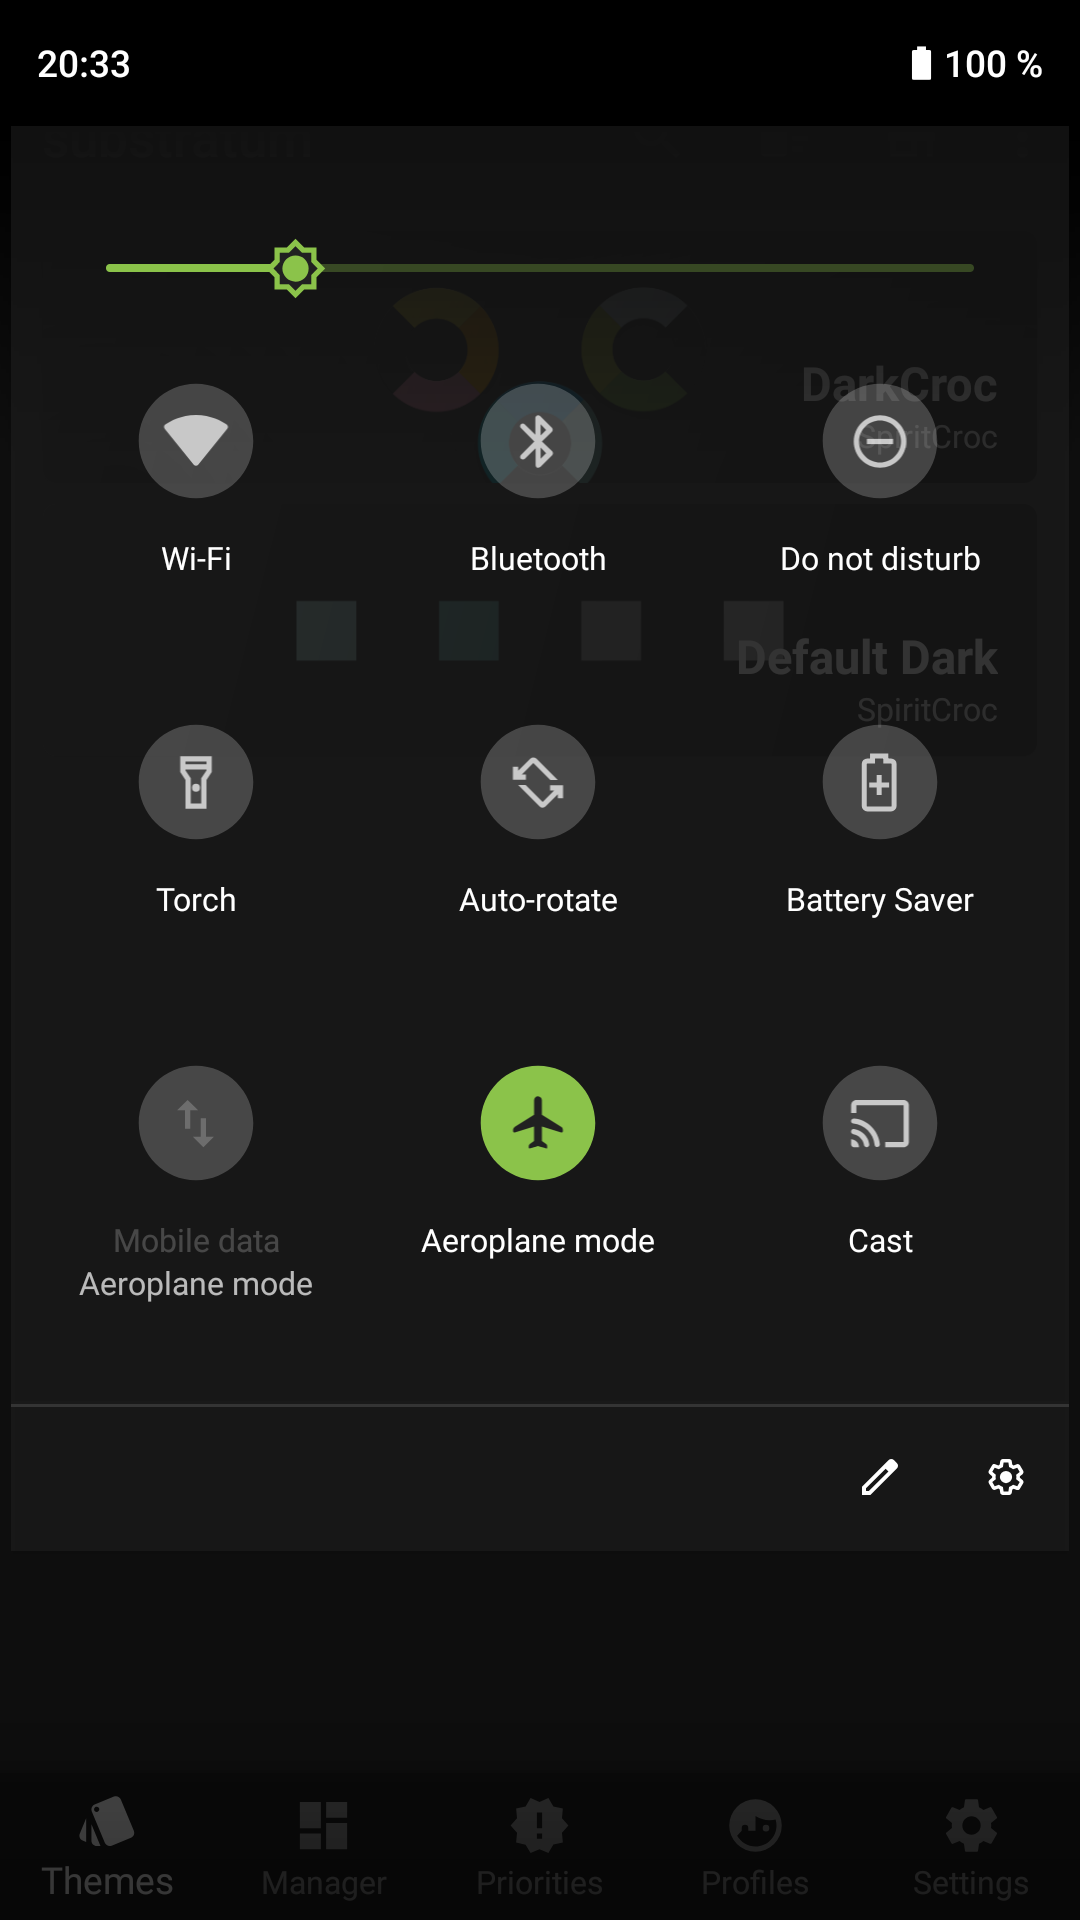 20:33
100 %
substratum
DarkCroc
SpiritCroc
Wi-Fi
Bluetooth
Do not disturb
Default Dark
SpiritCroc
Torch
Auto-rotate
Battery Saver
Mobile data
Aeroplane mode
Aeroplane mode
Cast
Themes
Manager
Priorities
Profiles
Settings